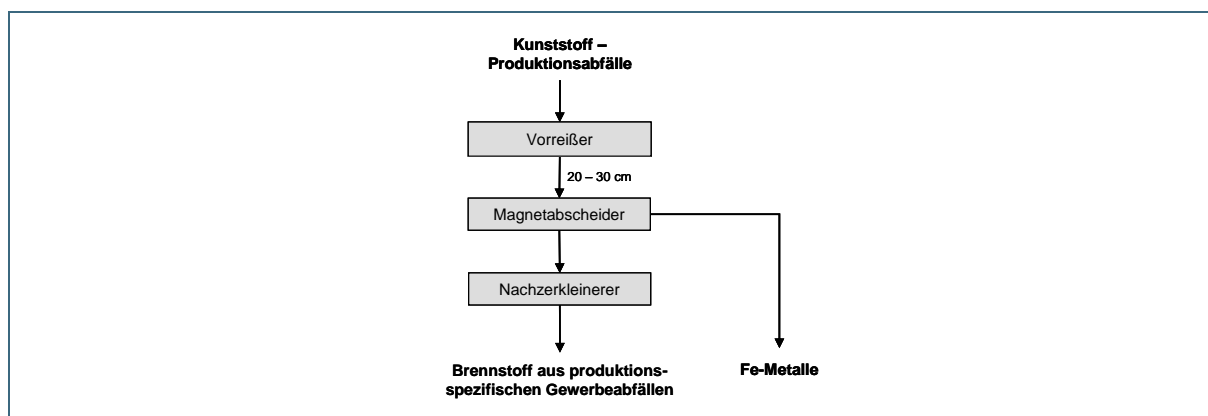 Kunststoff –
Produktionsabfälle
Vorreißer
20 – 30 cm
Magnetabscheider
Nachzerkleinerer
Brennstoff aus produktions-
spezifischen Gewerbeabfällen
Fe-Metalle